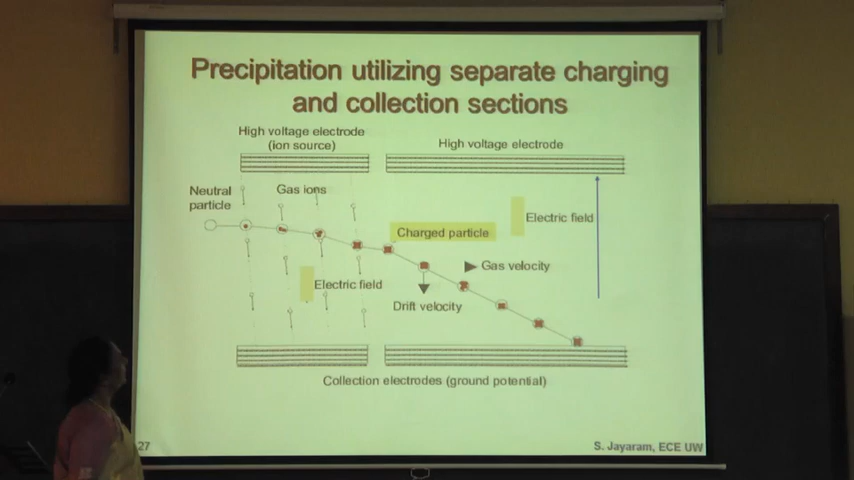 Precipitation utilizing separate charging
and collection sections
High voltage electrode
(ion source)
High voltage electrode
Neutral
particle
Gas ions
Electric field
Charged particle
Gas velocity
Electric field
Drift velocity
Collection electrodes (ground potential)
27
S. Jayaram, ECE UW